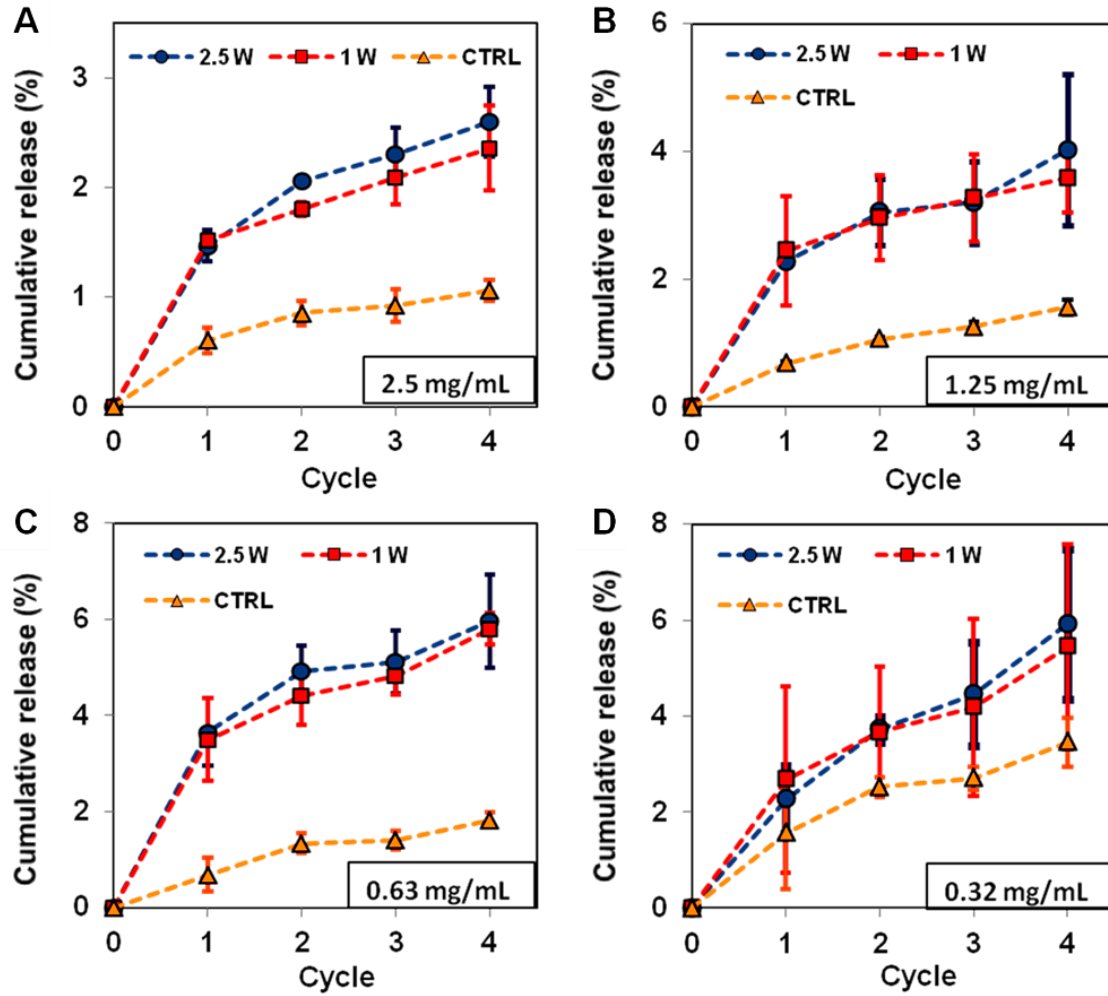 A
Cumulative release (%)
2.5 W 1 W CTRL
3
2
1
0
2.5 mg/mL
0 1 2 3 4
Cycle
B
Cumulative release (%)
2.5 W 1 W
CTRL
6
4
2
0
1.25 mg/mL
0 1 2 3 4
Cycle
C
Cumulative release (%)
2.5 W 1 W
CTRL
8
6
4
2
0
0.63 mg/mL
0 1 2 3 4
Cycle
D
Cumulative release (%)
2.5 W 1 W
CTRL
8
6
4
2
0
0.32 mg/mL
0 1 2 3 4
Cycle